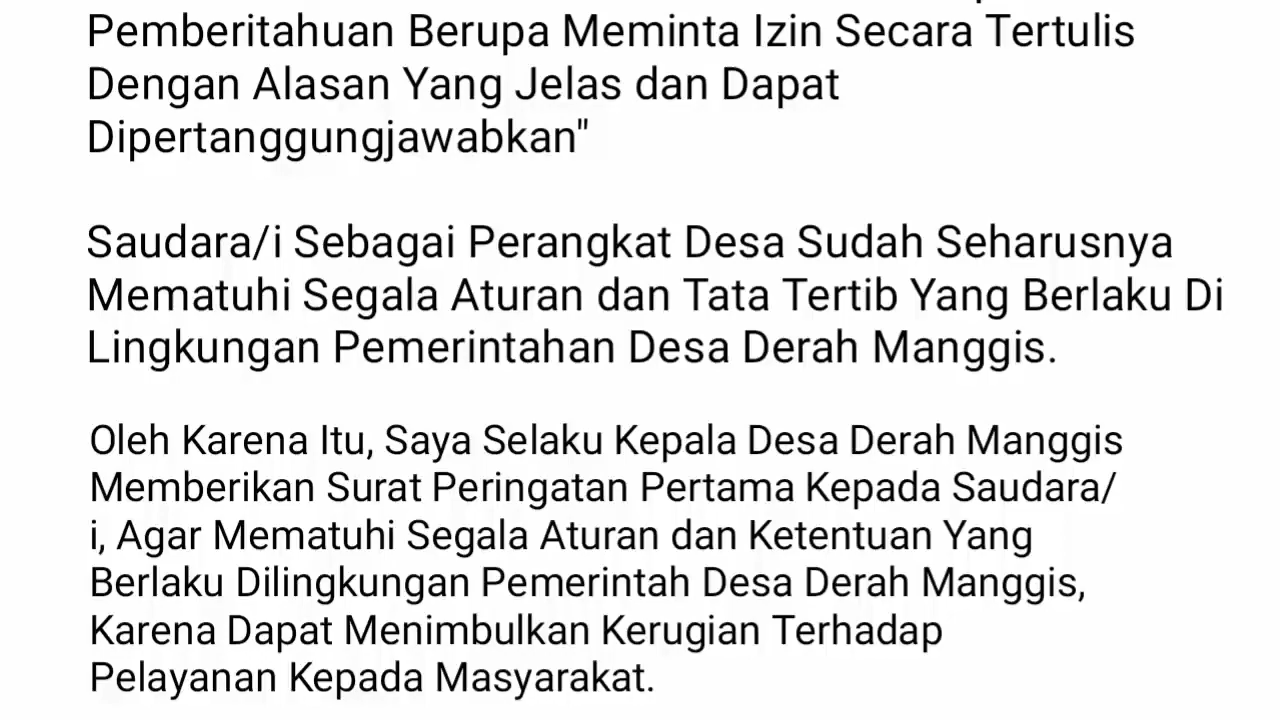 Pemberitahuan Berupa Meminta Izin Secara Tertulis
Dengan Alasan Yang Jelas dan Dapat
Dipertanggungjawabkan"
Saudara/i Sebagai Perangkat Desa Sudah Seharusnya
Mematuhi Segala Aturan dan Tata Tertib Yang Berlaku Di
Lingkungan Pemerintahan Desa Derah Manggis.
Oleh Karena Itu, Saya Selaku Kepala Desa Derah Manggis
Memberikan Surat Peringatan Pertama Kepada Saudara/
i, Agar Mematuhi Segala Aturan dan Ketentuan Yang
Berlaku Dilingkungan Pemerintah Desa Derah Manggis,
Karena Dapat Menimbulkan Kerugian Terhadap
Pelayanan Kepada Masyarakat.